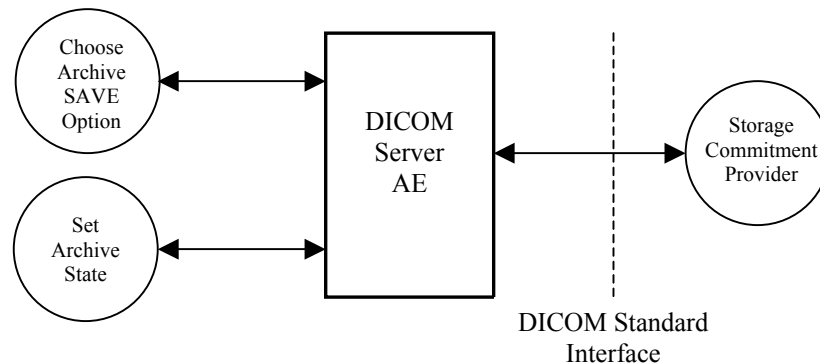 Choose
Archive
SAVE
Option
DICOM
Server
AE
Storage
Commitment
Provider
Set
Archive
State
DICOM Standard
Interface